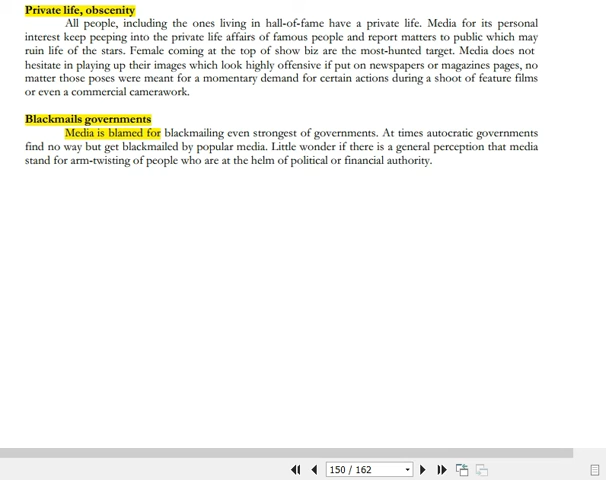 Private life, obscenity
All people, including the ones living in hall-of-fame have a private life. Media for its personal
interest keep peeping into the private life affairs of famous people and report matters to public which may
ruin life of the stars. Female coming at the top of show biz are the most-hunted target. Media does not
hesitate in playing up their images which look highly offensive if put on newspapers or magazines pages, no
matter those poses were meant for a momentary demand for certain actions during a shoot of feature films
or even a commercial camerawork.
Blackmails governments
Media is blamed for blackmailing even strongest of governments. At times autocratic governments
find no way but get blackmailed by popular media. Little wonder if there is a general perception that media
stand for arm-twisting of people who are at the helm of political or financial authority.
150 / 162